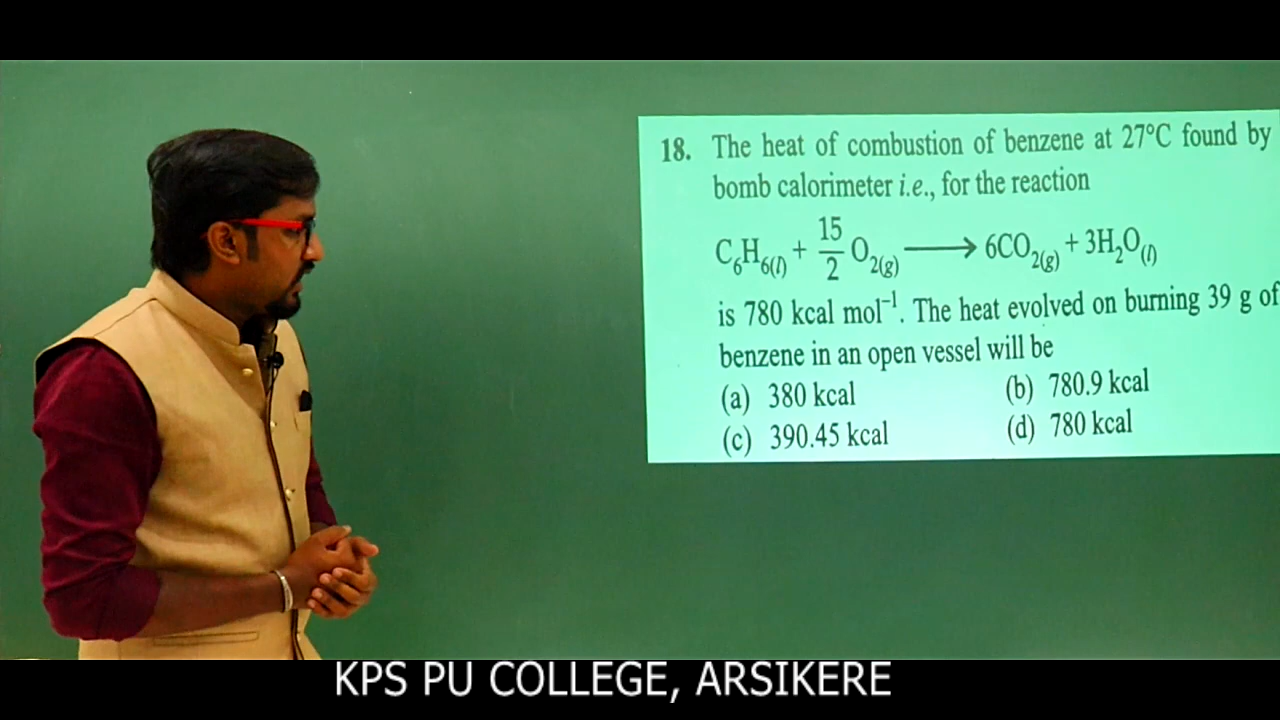 18. The heat of combustion of benzene at 27°C found by
bomb calorimeter i.e., for the reaction
C₆H₆₍ₗ₎ + 15/2 O₂₍g₎ ⟶ 6CO₂₍g₎ + 3H₂O₍ₗ₎
is 780 kcal mol⁻¹. The heat evolved on burning 39 g of
benzene in an open vessel will be
(a) 380 kcal (b) 780.9 kcal
(c) 390.45 kcal (d) 780 kcal
KPS PU COLLEGE, ARSIKERE